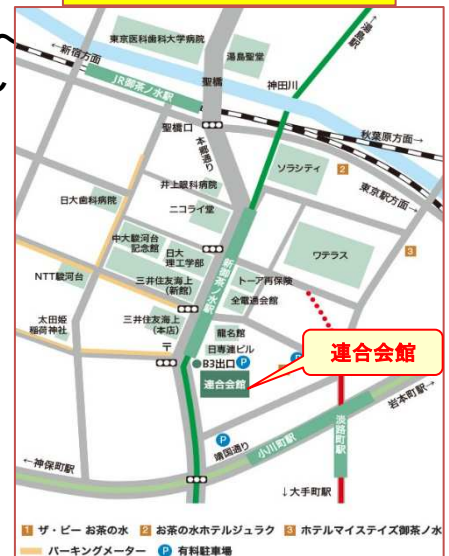 東京医科歯科大学病院
湯島聖堂
↑湯島駅
←新宿方面
聖橋
神田川
JR御茶ノ水駅
聖橋口
本郷通り
秋葉原方面→
ソラシティ
2
東京駅方面→
井上眼科病院
日大歯科病院
ニコライ堂
3
中大駿河台
記念館
日大
理工学部
新御茶ノ水駅
ワテラス
NTT駿河台
三井住友海上
(新館)
トーア再保険
全電通会館
太田姫
稲荷神社
三井住友海上
(本店)
龍名館
〒
日専連ビル
B3出口
P
P
連合会館
連合会館
岩本町駅→
淡路町駅
小川町駅
靖国通り
P
←神保町駅
↓大手町駅
1 ザ・ビー お茶の水 2 お茶の水ホテルジュラク 3 ホテルマイステイズ御茶ノ水
パーキングメーター P 有料駐車場